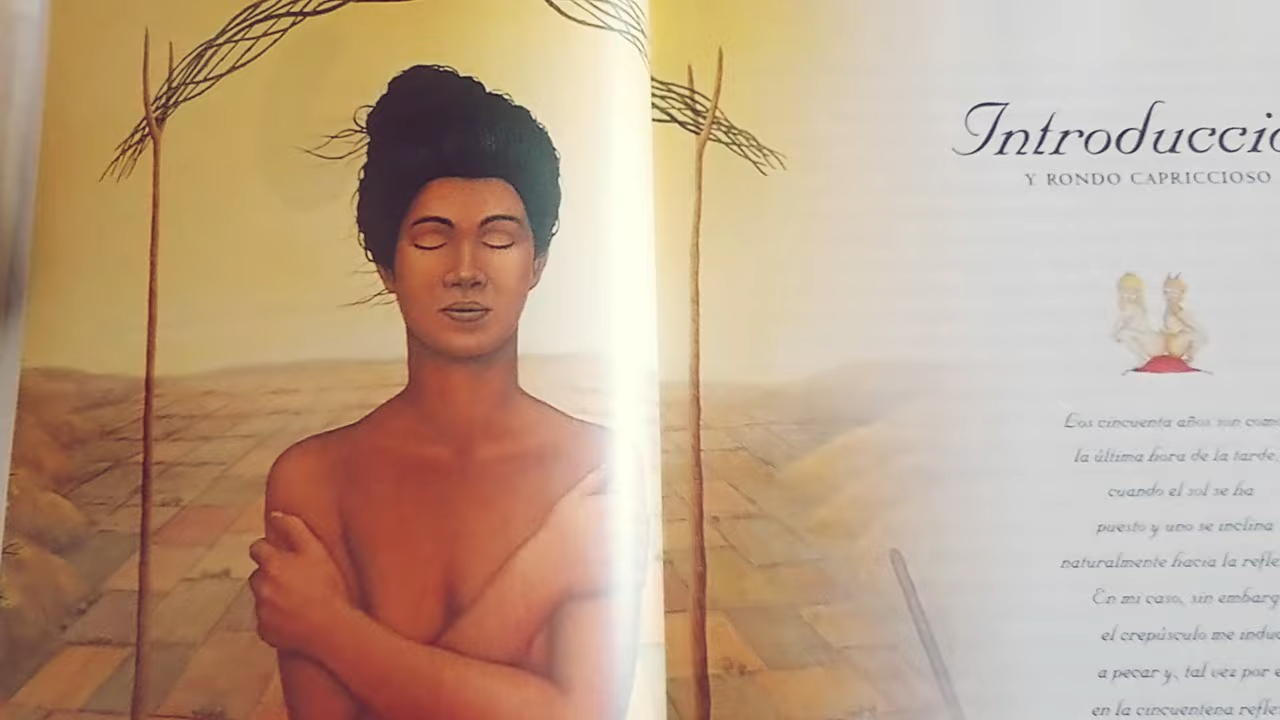 Introducció
Y RONDO CAPRICCIOSO
Los cincuenta años son com
la última hora de la tarde,
cuando el sol se ha
puesto y uno se inclina
naturalmente hacia la refle
En mi caso, sin embarg
el crepúsculo me induc
a pecar y, tal vez por e
en la cincuentena refle